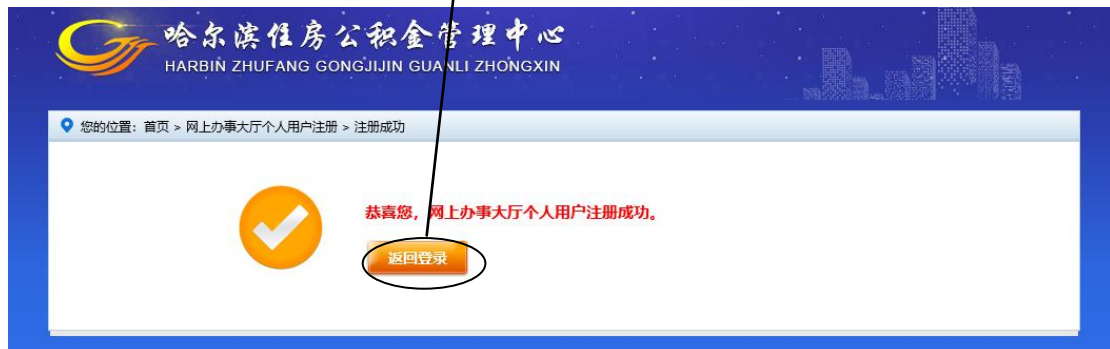 哈尔滨住房公积金管理中心
HARBIN ZHUFANG GONGJIJIN GUANLI ZHONGXIN
您的位置：首页 > 网上办事大厅个人用户注册 > 注册成功
恭喜您，网上办事大厅个人用户注册成功。
返回登录